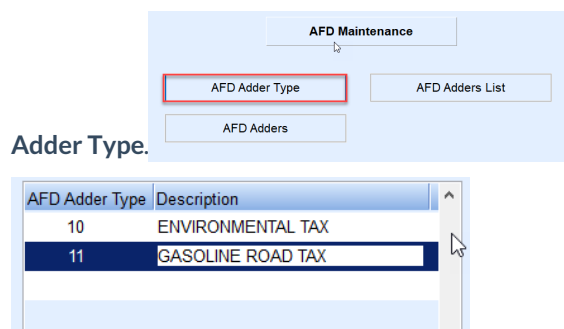 AFD Maintenance
AFD Adder Type AFD Adders List
AFD Adders
Adder Type.
AFD Adder Type Description
10 ENVIRONMENTAL TAX
11 GASOLINE ROAD TAX